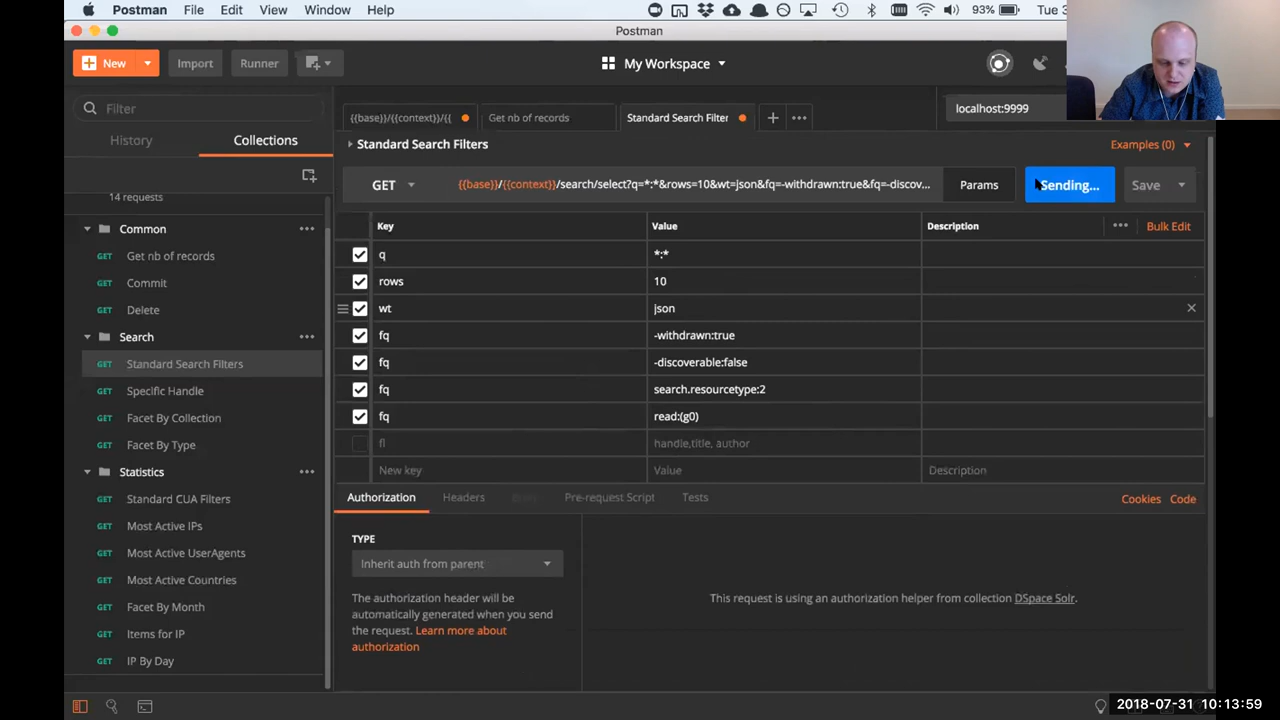 Postman File Edit View Window Help 93% Tue 3
Postman
New Import Runner My Workspace
Filter
History Collections
14 requests
Common
GET Get nb of records
GET Commit
GET Delete
Search
GET Standard Search Filters
GET Specific Handle
GET Facet By Collection
GET Facet By Type
Statistics
GET Standard CUA Filters
GET Most Active IPs
GET Most Active UserAgents
GET Most Active Countries
GET Facet By Month
GET Items for IP
GET IP By Day
{{base}}/{{context}}/{{ Get nb of records Standard Search Filter localhost:9999
Standard Search Filters Examples (0)
GET {{base}}/{{context}}/search/select?q=*:*&rows=10&wt=json&fq=-withdrawn:true&fq=-discov... Params Sending... Save
Key Value Description Bulk Edit
q *:*
rows 10
wt json
fq -withdrawn:true
fq -discoverable:false
fq search.resourcetype:2
fq read:(g0)
fl handle,title, author
New key Value Description
Authorization Headers Pre-request Script Tests Cookies Code
TYPE
Inherit auth from parent
The authorization header will be
automatically generated when you send
the request. Learn more about
authorization
This request is using an authorization helper from collection DSpace Solr.
2018-07-31 10:13:59